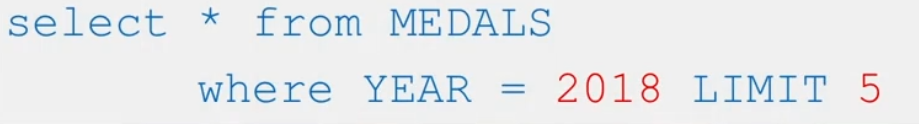 select * from MEDALS
where YEAR = 2018 LIMIT 5